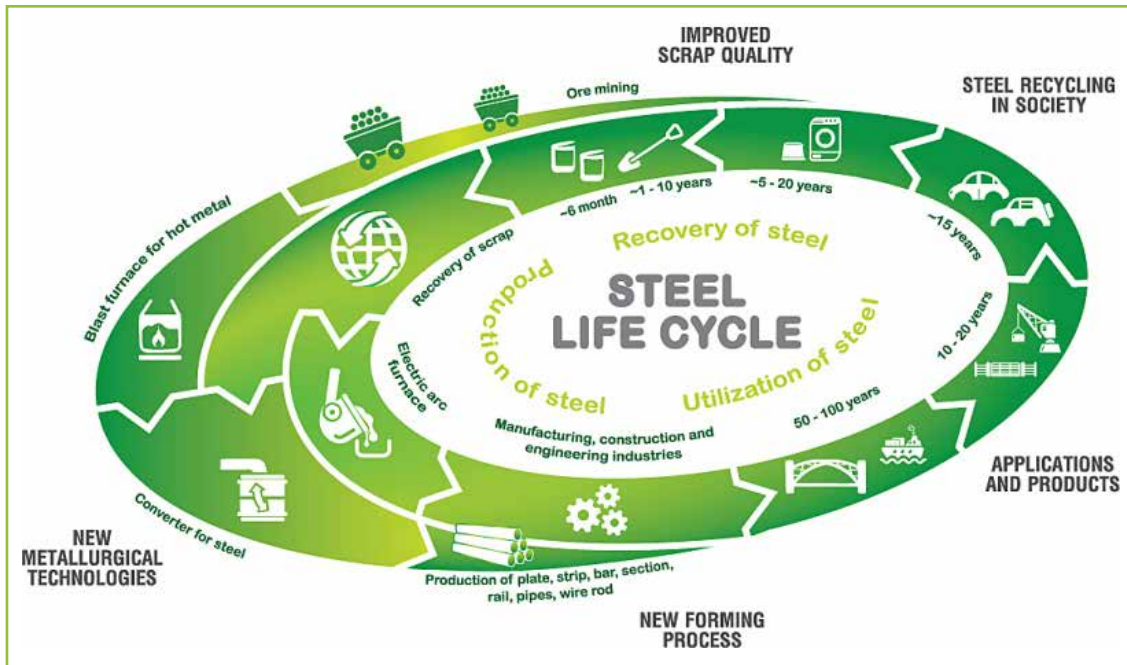 IMPROVED
SCRAP QUALITY
STEEL RECYCLING
IN SOCIETY
Ore mining
~6 month
~1 - 10 years
~5 - 20 years
~15 years
10 - 20 years
50 - 100 years
Blast furnace for hot metal
Recovery of scrap
Electric arc
furnace
Recovery of steel
Production of steel
Utilization of steel
STEEL
LIFE CYCLE
Manufacturing, construction and
engineering industries
APPLICATIONS
AND PRODUCTS
Converter for steel
NEW
METALLURGICAL
TECHNOLOGIES
Production of plate, strip, bar, section,
rail, pipes, wire rod
NEW FORMING
PROCESS